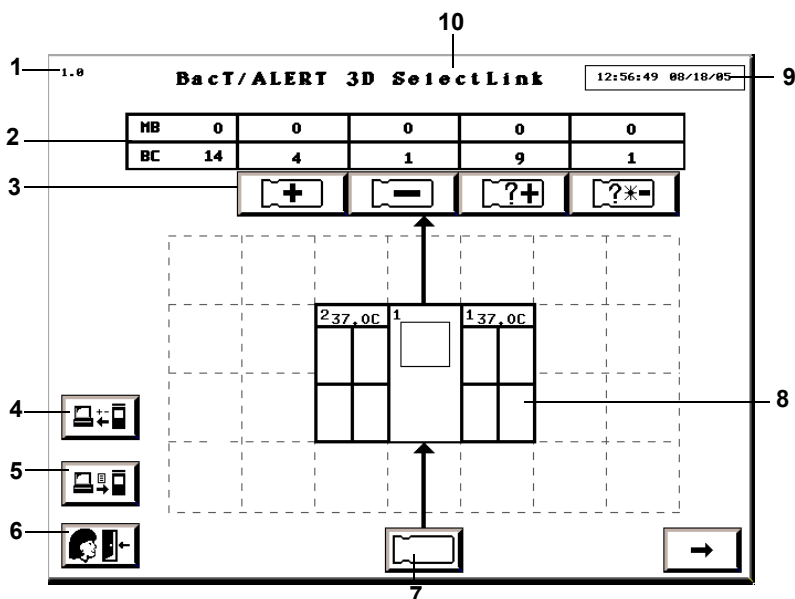 10
1
1.0
BacT/ALERT 3D SelectLink
12:56:49 08/18/05
9
2
MB 0 0 0 0 0
BC 14 4 1 9 1
3
+ − ?+ ?*-
2 37.0C 1 1 37.0C
4
+-
8
5
6
7